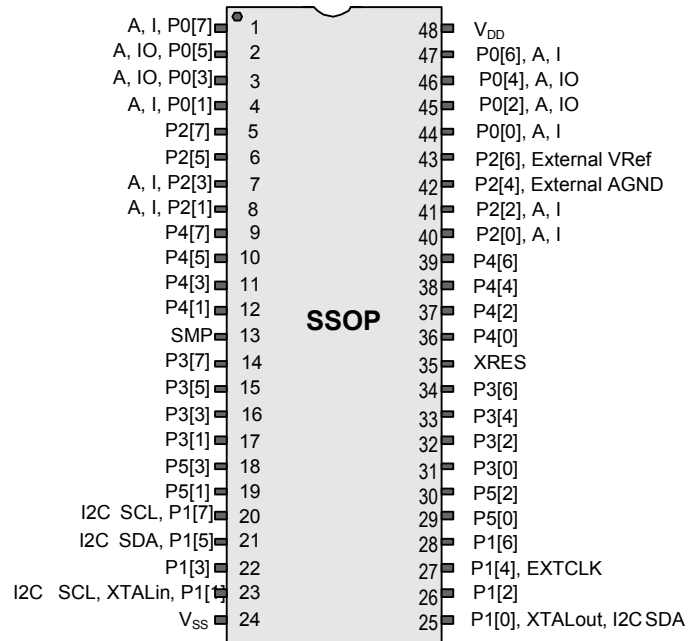 A, I, P0[7] 1 48 VDD
A, IO, P0[5] 2 47 P0[6], A, I
A, IO, P0[3] 3 46 P0[4], A, IO
A, I, P0[1] 4 45 P0[2], A, IO
P2[7] 5 44 P0[0], A, I
P2[5] 6 43 P2[6], External VRef
A, I, P2[3] 7 42 P2[4], External AGND
A, I, P2[1] 8 41 P2[2], A, I
P4[7] 9 40 P2[0], A, I
P4[5] 10 39 P4[6]
P4[3] 11 38 P4[4]
P4[1] 12 37 P4[2]
SSOP
SMP 13 36 P4[0]
P3[7] 14 35 XRES
P3[5] 15 34 P3[6]
P3[3] 16 33 P3[4]
P3[1] 17 32 P3[2]
P5[3] 18 31 P3[0]
P5[1] 19 30 P5[2]
I2C SCL, P1[7] 20 29 P5[0]
I2C SDA, P1[5] 21 28 P1[6]
P1[3] 22 27 P1[4], EXTCLK
I2C SCL, XTALin, P1[1] 23 26 P1[2]
VSS 24 25 P1[0], XTALout, I2C SDA